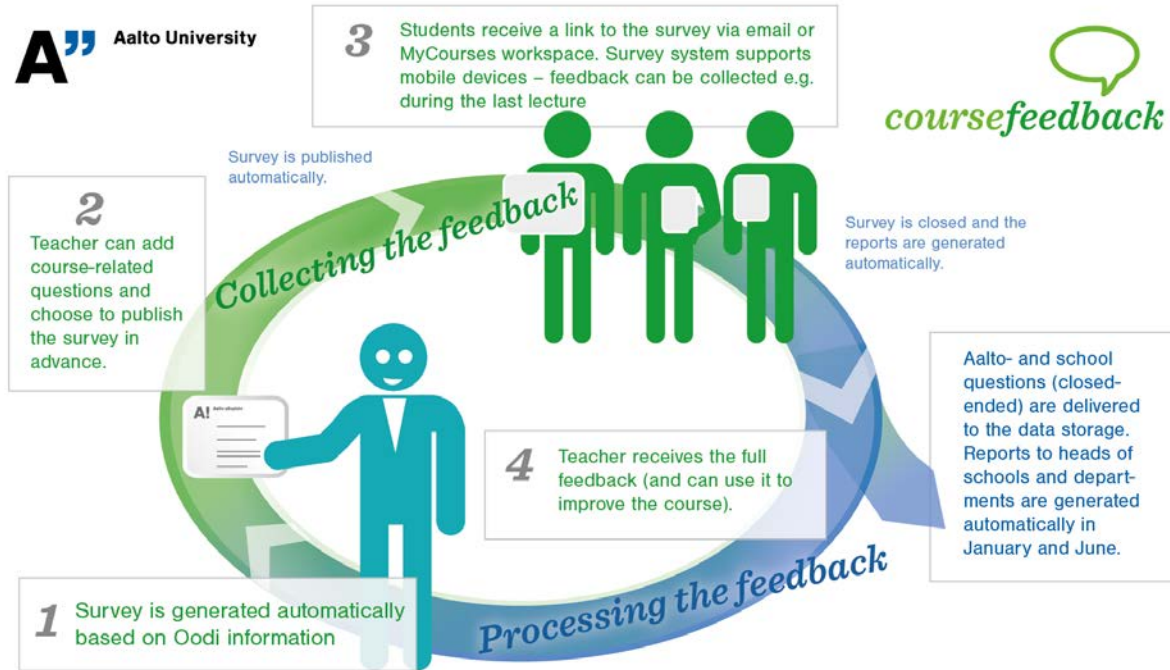 A”
Aalto University
coursefeedback
3
Students receive a link to the survey via email or
MyCourses workspace. Survey system supports
mobile devices – feedback can be collected e.g.
during the last lecture
Survey is published
automatically.
2
Teacher can add
course-related
questions and
choose to publish
the survey in
advance.
Collecting the feedback
Survey is closed and the
reports are generated
automatically.
Aalto- and school
questions (closed-
ended) are delivered
to the data storage.
Reports to heads of
schools and depart-
ments are generated
automatically in
January and June.
A!
4
Teacher receives the full
feedback (and can use it to
improve the course).
Processing the feedback
1
Survey is generated automatically
based on Oodi information